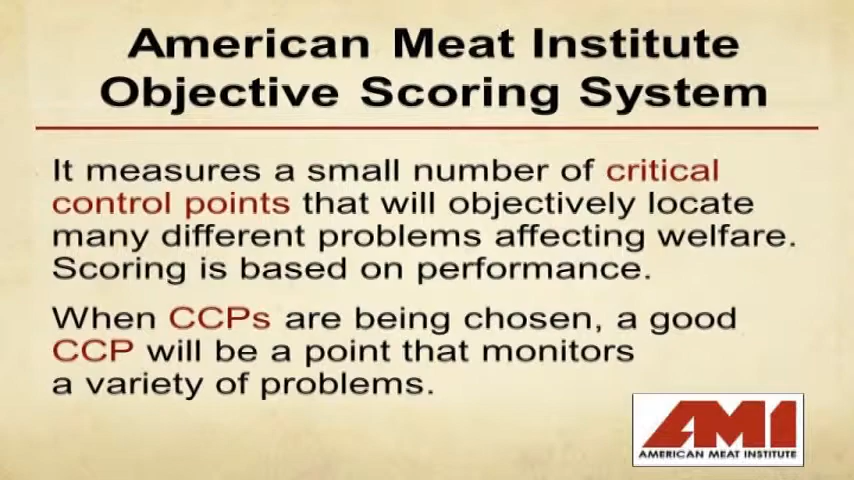 American Meat Institute
Objective Scoring System
It measures a small number of critical
control points that will objectively locate
many different problems affecting welfare.
Scoring is based on performance.
When CCPs are being chosen, a good
CCP will be a point that monitors
a variety of problems.
AMI
AMERICAN MEAT INSTITUTE